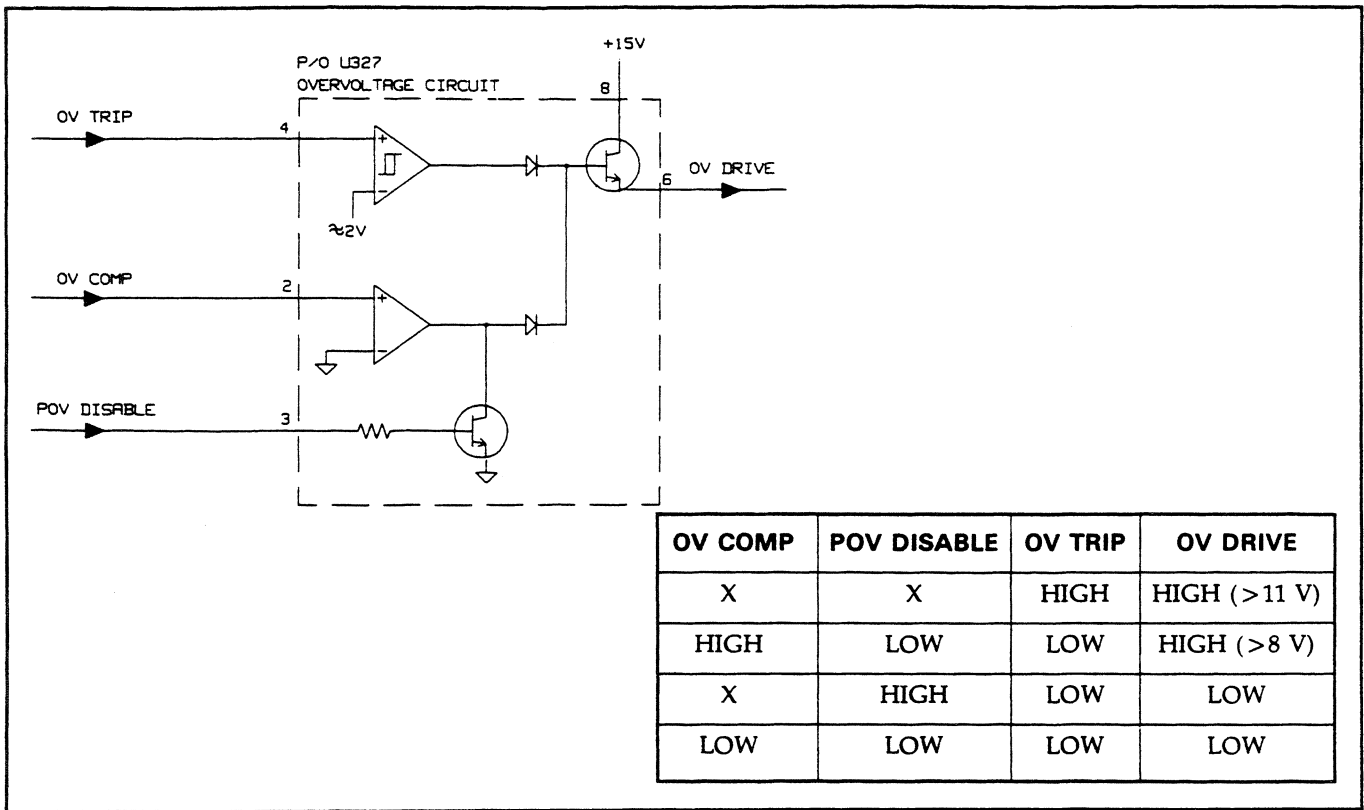 +15V
P/O U327
OVERVOLTAGE CIRCUIT
8
OV TRIP
4
+
-
≈2V
6
OV DRIVE
OV COMP
2
+
-
POV DISABLE
3
OV COMP POV DISABLE OV TRIP OV DRIVE
X X HIGH HIGH (>11 V)
HIGH LOW LOW HIGH (>8 V)
X HIGH LOW LOW
LOW LOW LOW LOW